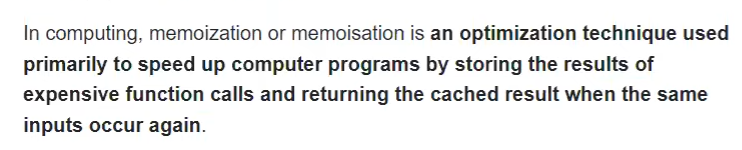 In computing, memoization or memoisation is an optimization technique used
primarily to speed up computer programs by storing the results of
expensive function calls and returning the cached result when the same
inputs occur again.